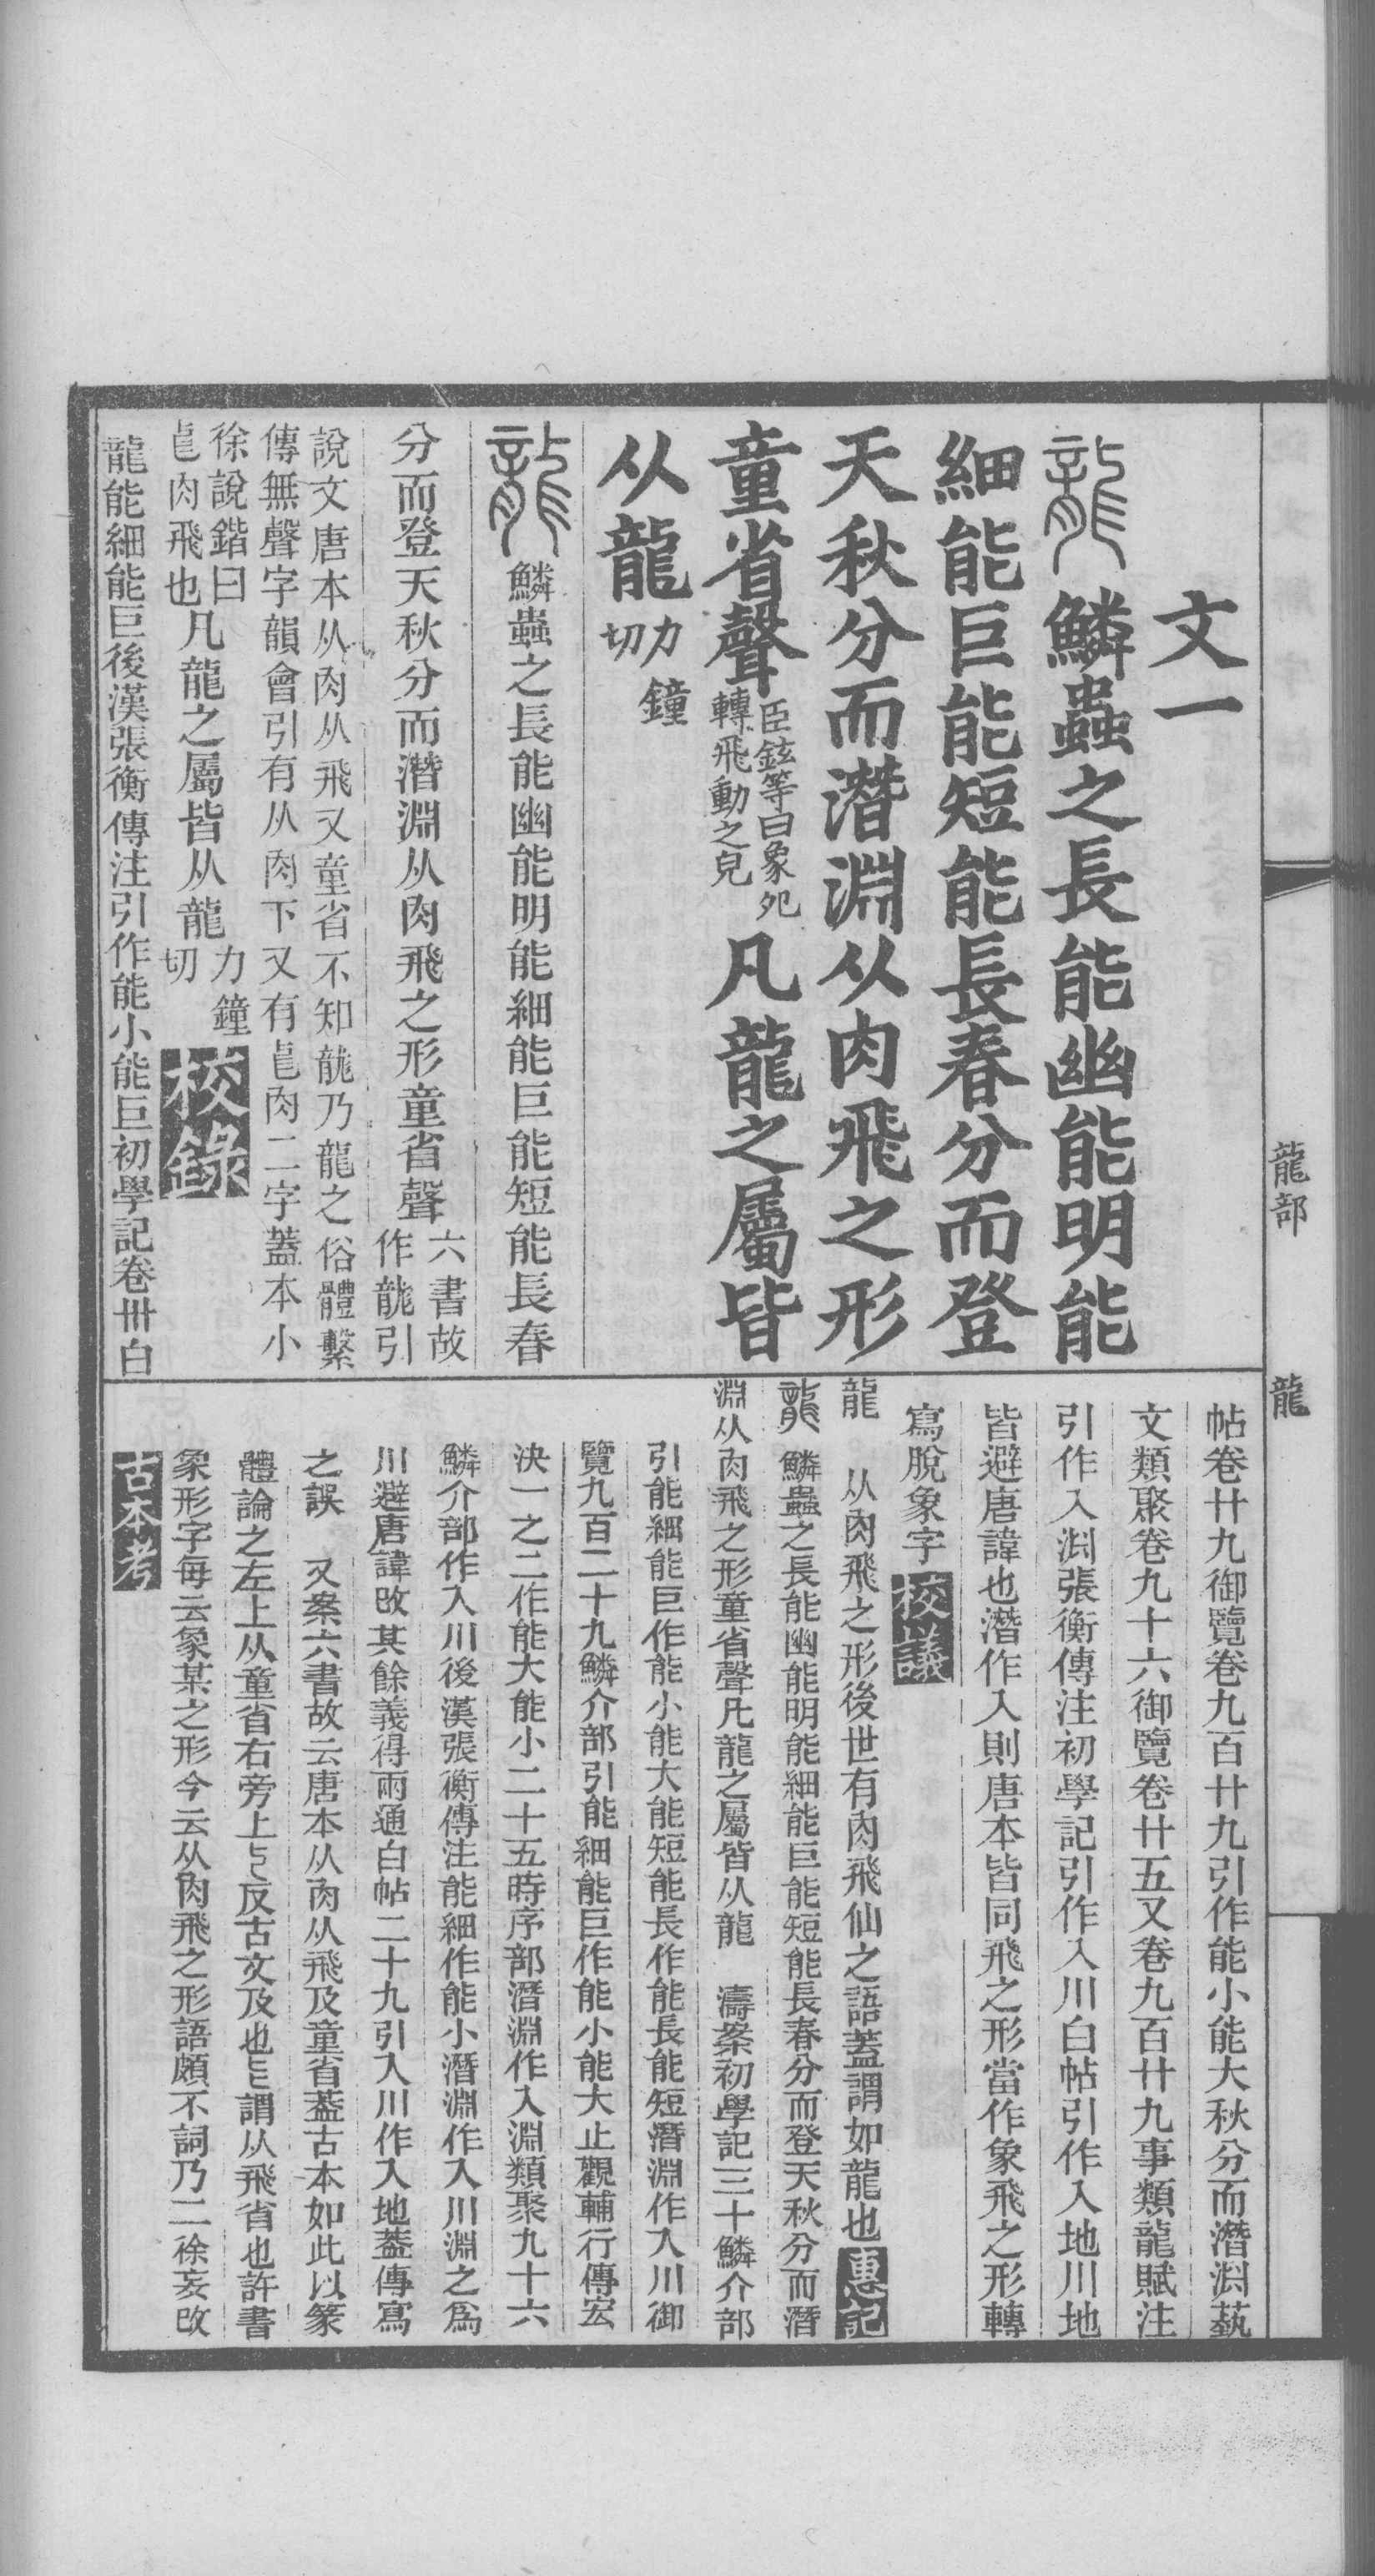 文一
龍鱗蟲之長能幽能明能
細能巨能短能長春分而登
天秋分而潛淵从肉飛之形
童省聲臣鉉等曰象夗
轉飛動之皃凡龍之屬皆
从龍力鐘
切
龍鱗蟲之長能幽能明能細能巨能短能長春
分而登天秋分而潛淵从肉飛之形童省聲六書故
作龍引
說文唐本从肉从飛又童省不知龍乃龍之俗體繫
傳無聲字韻會引有从肉下又有肉二字蓋本小
徐說鍇曰
肉飛也凡龍之屬皆从龍力鐘
切校錄
龍能細能巨後漢張衡傳注引作能小能巨初學記卷卅白
帖卷廿九御覽卷九百廿九引作能小能大秋分而潛淵藝
文類聚卷九十六御覽卷廿五又卷九百廿九事類龍賦注
引作入淵張衡傳注初學記引作入川白帖引作入地川地
皆避唐諱也潛作入則唐本皆同飛之形當作象飛之形轉
寫脫象字校議
龍 从肉飛之形後世有肉飛仙之語蓋謂如龍也惠記
龍鱗蟲之長能幽能明能細能巨能短能長春分而登天秋分而潛
淵从肉飛之形童省聲凡龍之屬皆从龍 濤案初學記三十鱗介部
引能細能巨作能小能大能短能長作能長能短潛淵作入川御
覽九百二十九鱗介部引能細能巨作能小能大止觀輔行傳宏
決一之二作能大能小二十五時序部潛淵作入淵類聚九十六
鱗介部作入川後漢張衡傳注能細作能小潛淵作入川淵之爲
川避唐諱改其餘義得兩通白帖二十九引入川作入地蓋傳寫
之誤 又案六書故云唐本从肉从飛及童省蓋古本如此以篆
體論之左上从童省右旁上反古文及也謂从飛省也許書
象形字每云象某之形今云从肉飛之形語頗不詞乃二徐妄改
古本考
龍部
龍